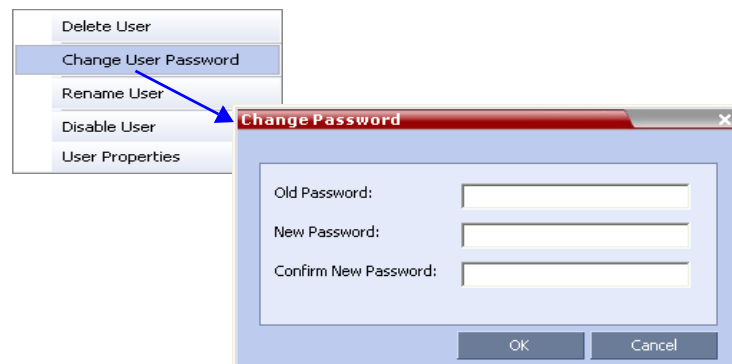 Delete User
Change User Password
Rename User
Disable User
User Properties
Change Password
Old Password:
New Password:
Confirm New Password:
OK
Cancel